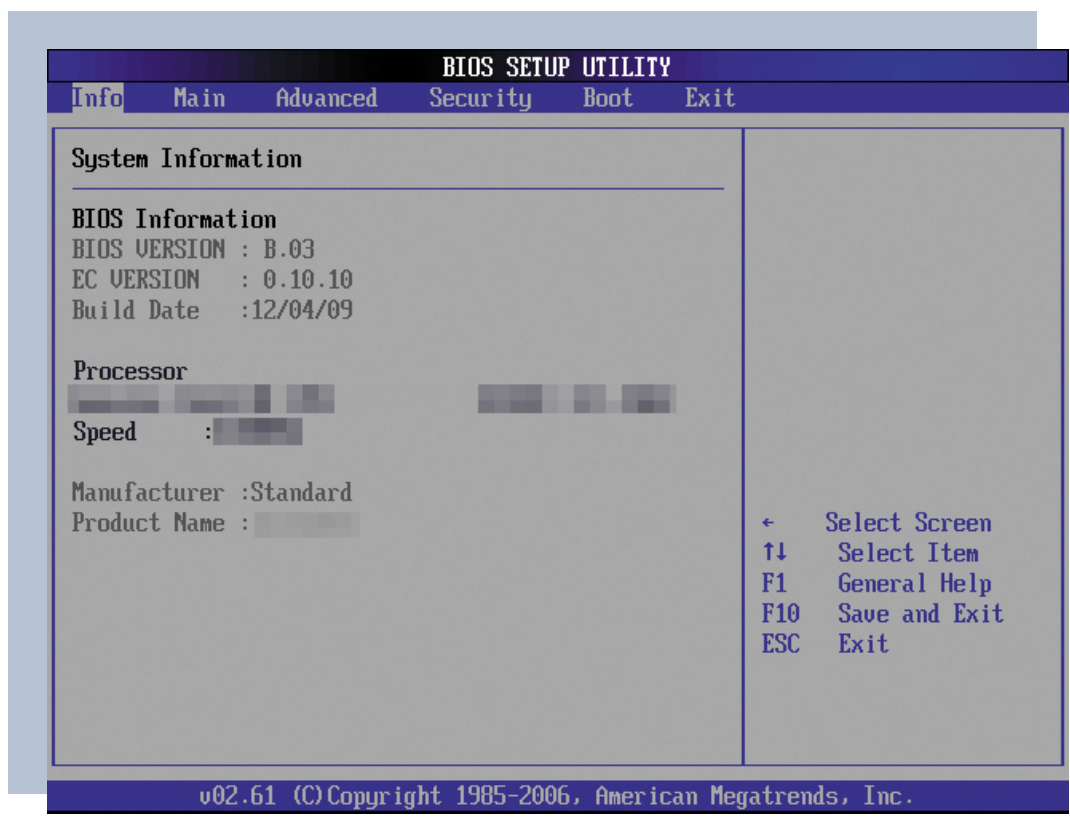 BIOS SETUP UTILITY
Info Main Advanced Security Boot Exit
System Information
BIOS Information
BIOS VERSION : B.03
EC VERSION : 0.10.10
Build Date :12/04/09
Processor
Speed :
Manufacturer :Standard
Product Name :
← Select Screen
↑↓ Select Item
F1 General Help
F10 Save and Exit
ESC Exit
v02.61 (C)Copyright 1985-2006, American Megatrends, Inc.